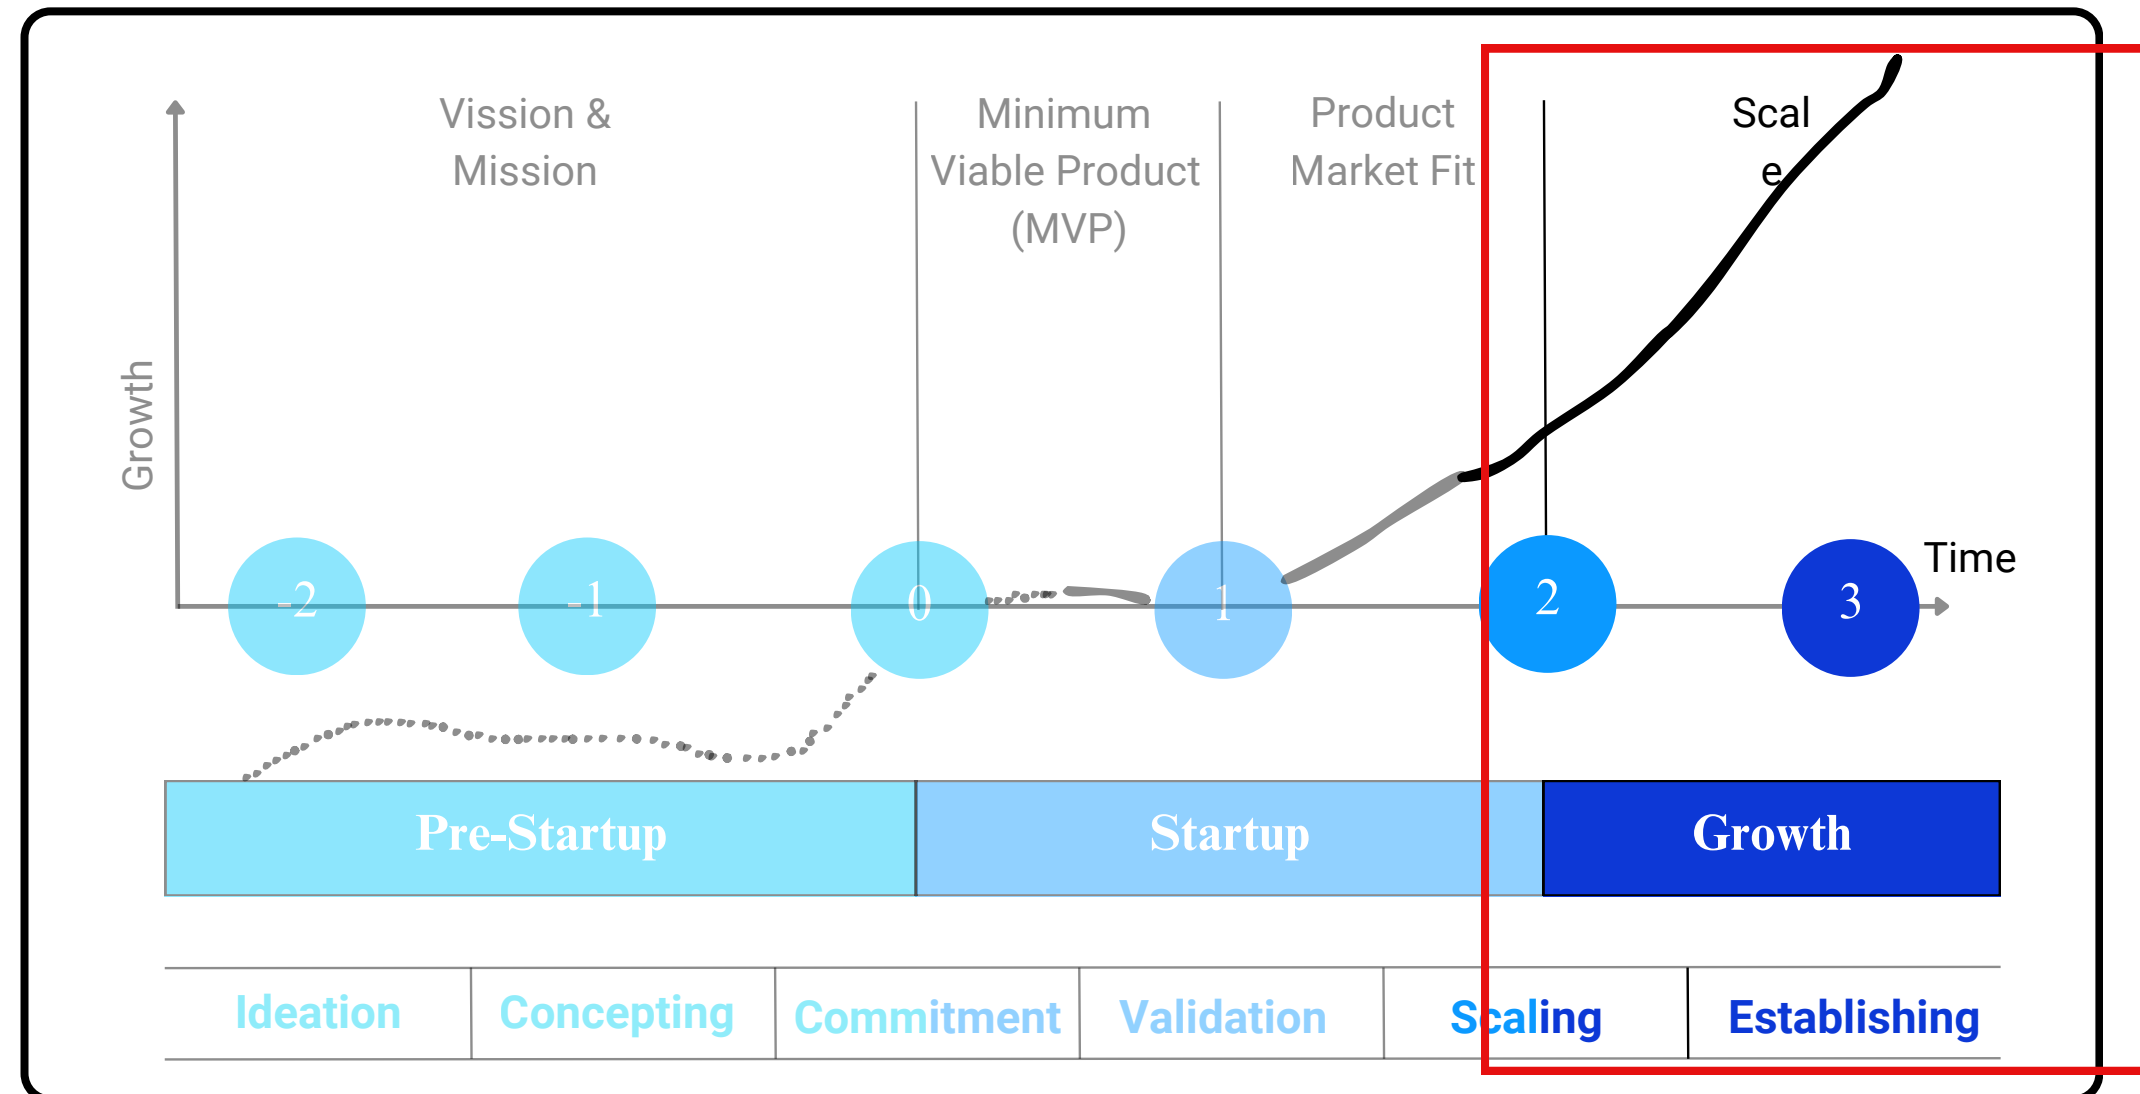 Vission &
Mission
Minimum
Viable Product
(MVP)
Product
Market Fit
Scal
e
Growth
-2
-1
0
1
2
3
Time
Pre-Startup
Startup
Growth
Ideation
Concepting
Commitment
Validation
Scaling
Establishing